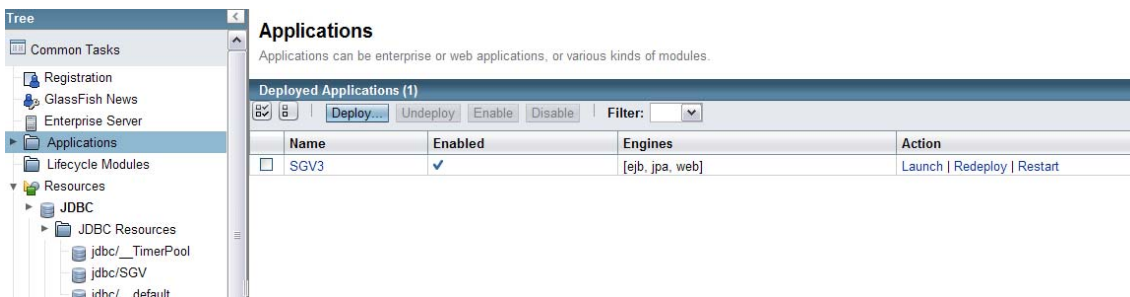 Tree
Common Tasks
Registration
GlassFish News
Enterprise Server
Applications
Lifecycle Modules
Resources
JDBC
JDBC Resources
jdbc/__TimerPool
jdbc/SGV
jdbc/__default
Applications
Applications can be enterprise or web applications, or various kinds of modules.
Deployed Applications (1)
Deploy... Undeploy Enable Disable Filter:
Name Enabled Engines Action
SGV3 [ejb, jpa, web] Launch | Redeploy | Restart